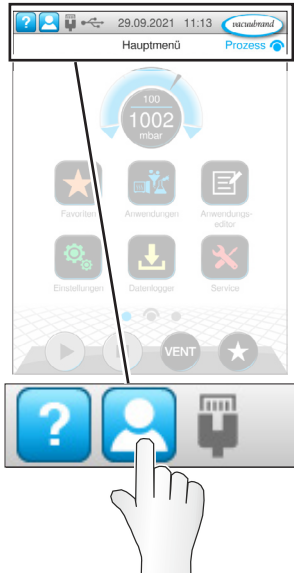 ? 29.09.2021 11:13 vacuubrand
Hauptmenü Prozess
100
1002
mbar
Favoriten Anwendungen Anwendungs-
editor
Einstellungen Datenlogger Service
VENT
?